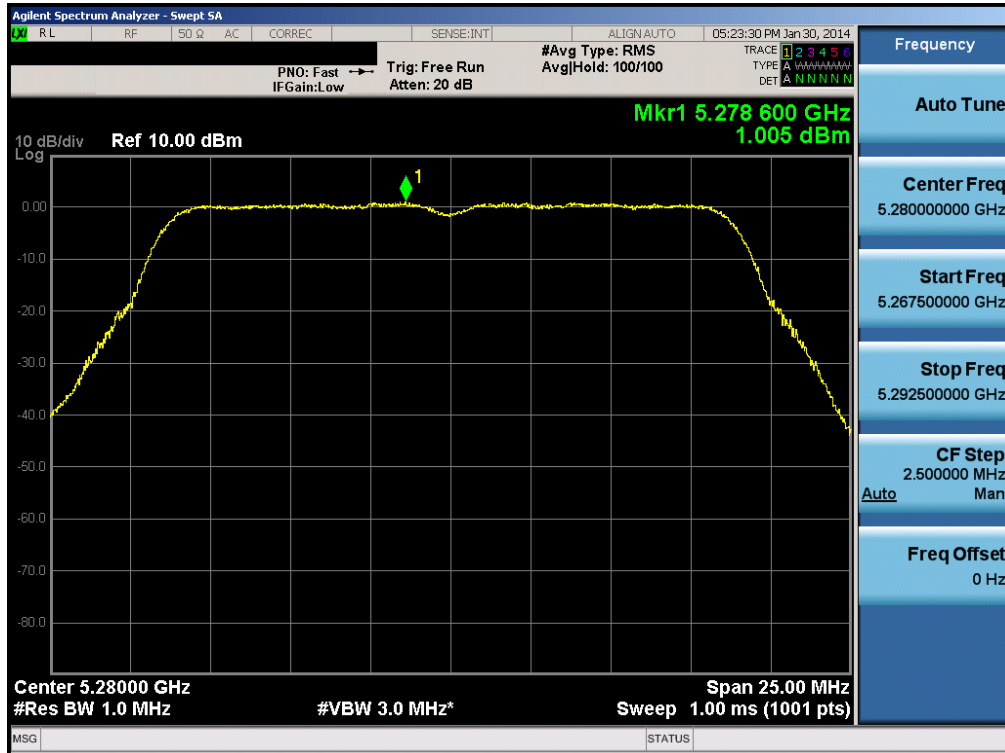 Agilent Spectrum Analyzer - Swept SA
LXI RL RF 50 Ω AC CORREC SENSE:INT ALIGN AUTO 05:23:30 PM Jan 30, 2014
Frequency
PNO: Fast
IFGain:Low
Trig: Free Run
Atten: 20 dB
#Avg Type: RMS
Avg|Hold: 100/100
TRACE 1 2 3 4 5 6
TYPE A WWWWW
DET A N N N N N
Auto Tune
Mkr1 5.278 600 GHz
1.005 dBm
10 dB/div Ref 10.00 dBm
Log
1
0.00
-10.0
-20.0
-30.0
-40.0
-50.0
-60.0
-70.0
-80.0
Center Freq
5.280000000 GHz
Start Freq
5.267500000 GHz
Stop Freq
5.292500000 GHz
CF Step
2.500000 MHz
Auto Man
Freq Offset
0 Hz
Center 5.28000 GHz Span 25.00 MHz
#Res BW 1.0 MHz #VBW 3.0 MHz* Sweep 1.00 ms (1001 pts)
MSG STATUS